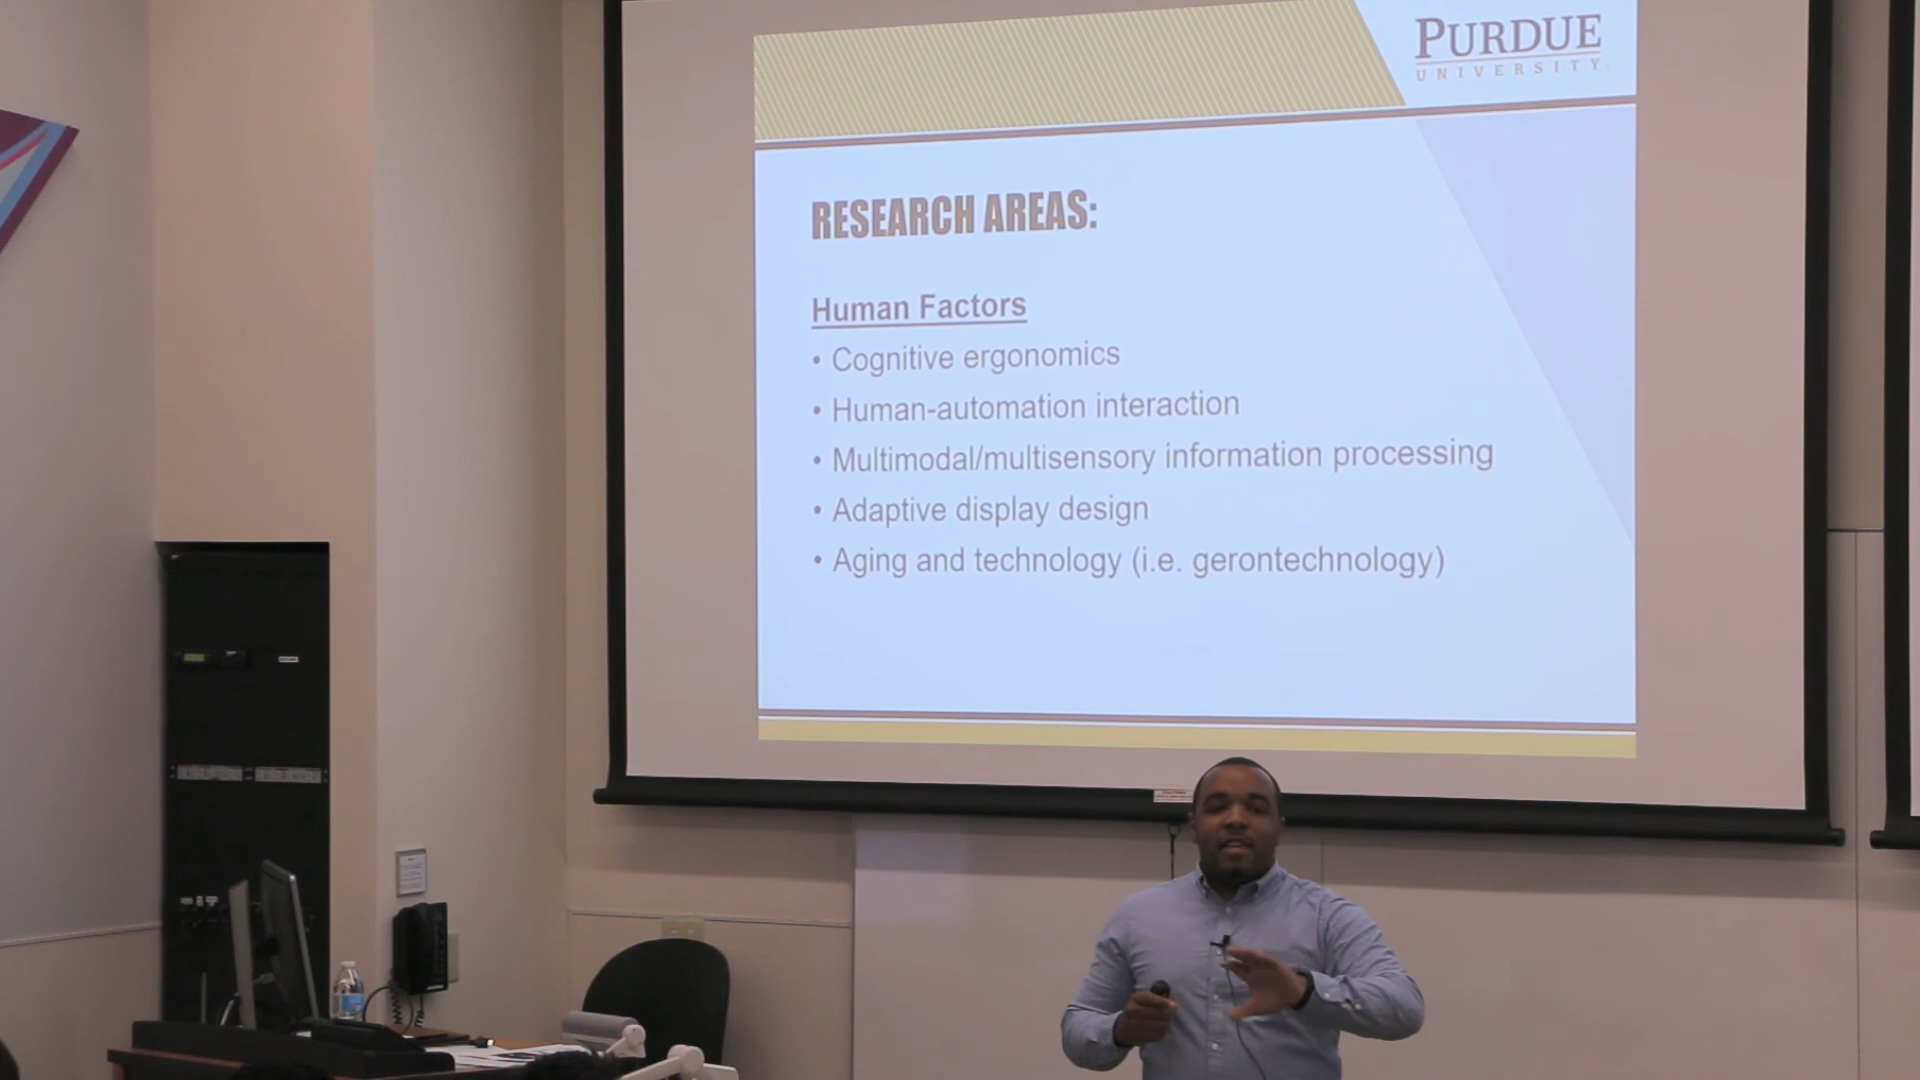 PURDUE
UNIVERSITY
RESEARCH AREAS:
Human Factors
• Cognitive ergonomics
• Human-automation interaction
• Multimodal/multisensory information processing
• Adaptive display design
• Aging and technology (i.e. gerontechnology)